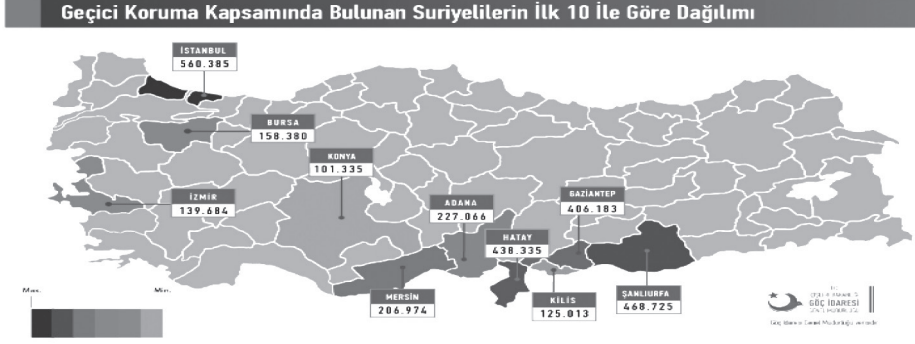 Geçici Koruma Kapsamında Bulunan Suriyelilerin İlk 10 İle Göre Dağılımı
İSTANBUL
560.385
BURSA
158.380
KONYA
101.335
İZMİR
139.684
ADANA
227.066
GAZİANTEP
406.183
HATAY
438.335
MERSİN
206.974
KİLİS
125.013
ŞANLIURFA
468.725
Max.
Min.
GÖÇ İDARESİ